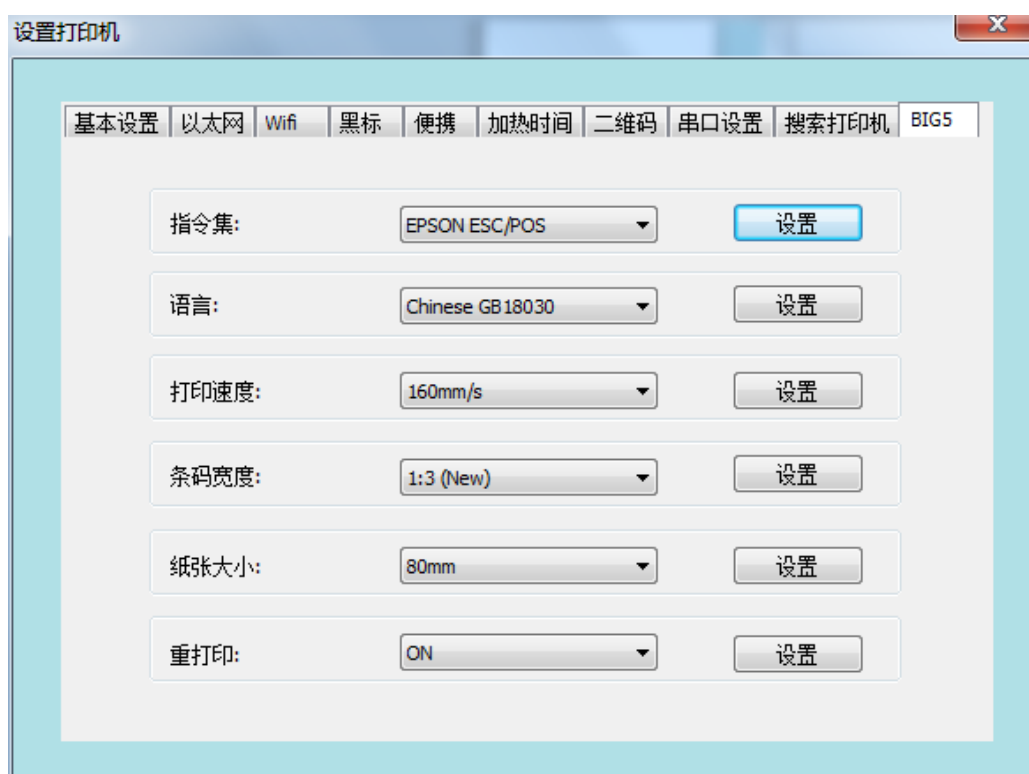 设置打印机
基本设置 以太网 Wifi 黑标 便携 加热时间 二维码 串口设置 搜索打印机 BIG5
指令集: EPSON ESC/POS 设置
语言: Chinese GB18030 设置
打印速度: 160mm/s 设置
条码宽度: 1:3 (New) 设置
纸张大小: 80mm 设置
重打印: ON 设置